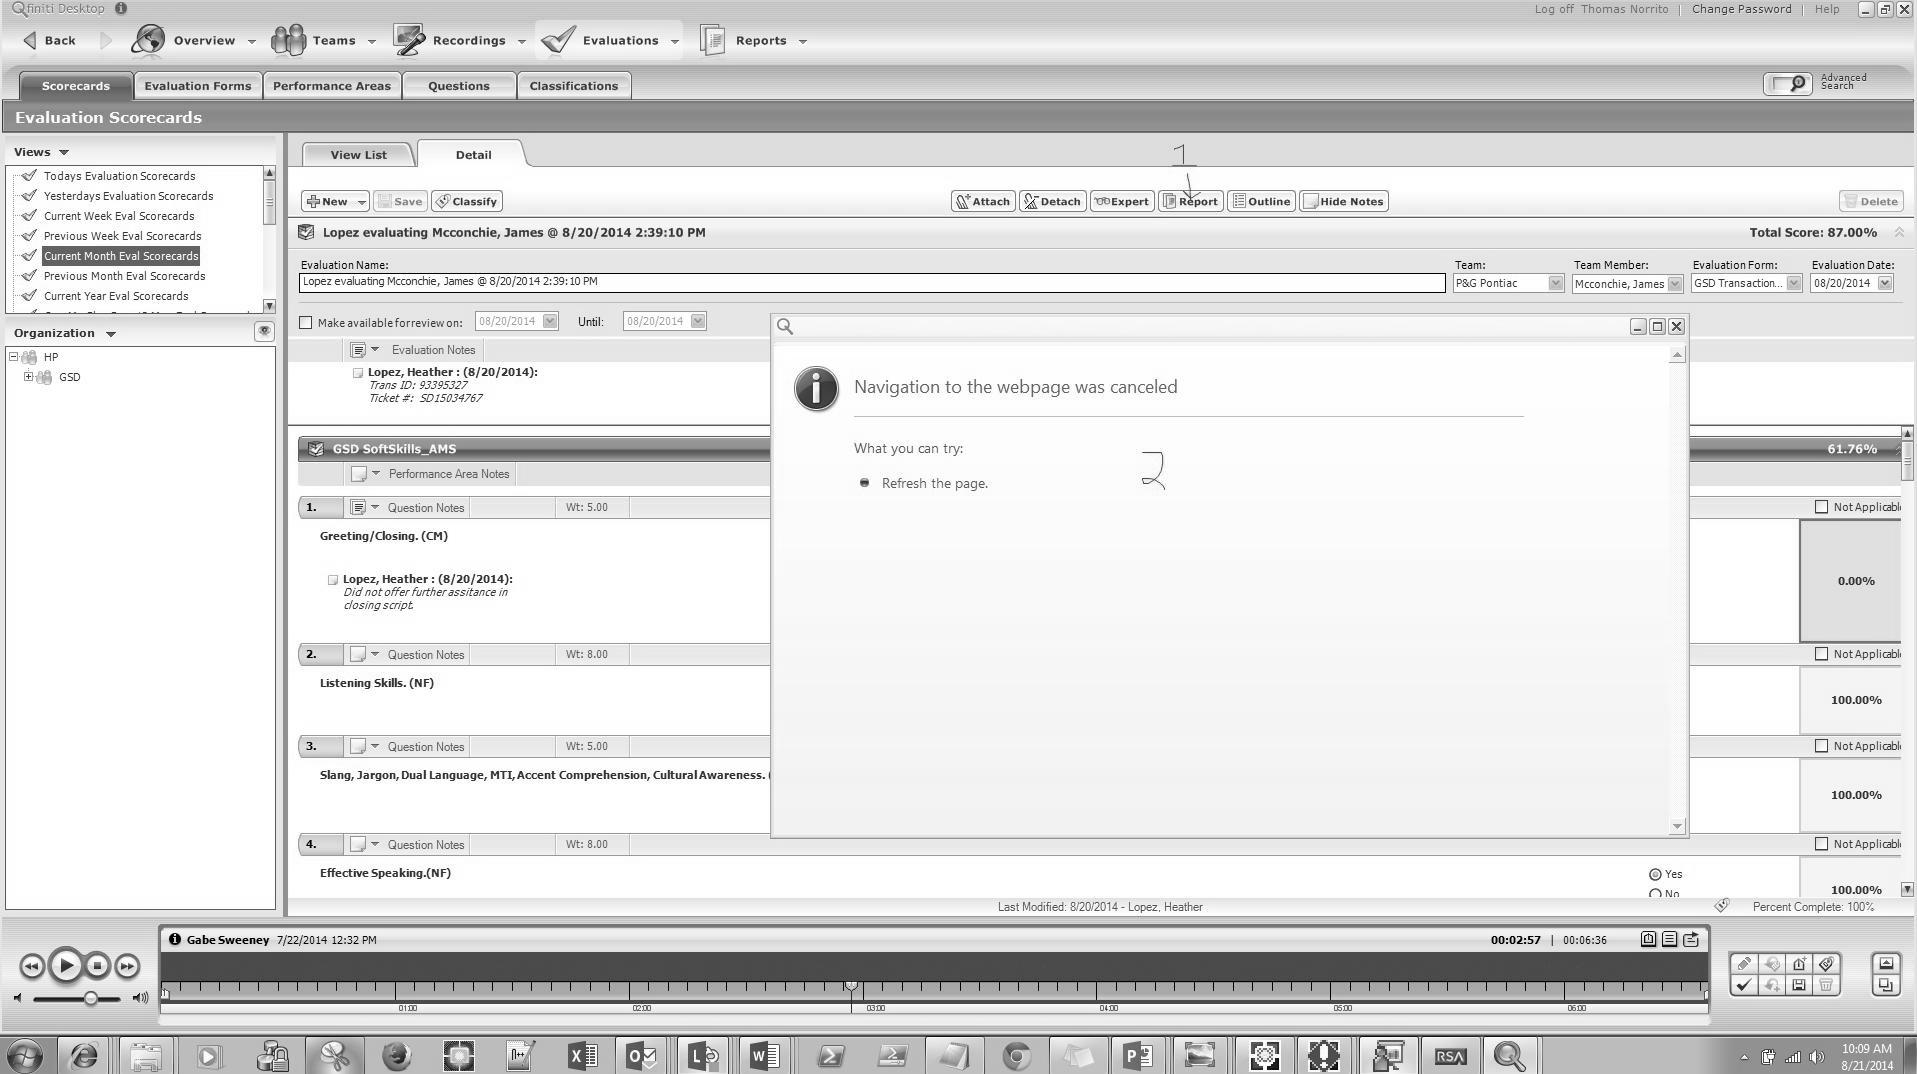 Qfiniti Desktop
Log off Thomas Norrito | Change Password | Help
Back Overview Teams Recordings Evaluations Reports
Scorecards Evaluation Forms Performance Areas Questions Classifications Advanced Search
Evaluation Scorecards
Views
Todays Evaluation Scorecards
Yesterdays Evaluation Scorecards
Current Week Eval Scorecards
Previous Week Eval Scorecards
Current Month Eval Scorecards
Previous Month Eval Scorecards
Current Year Eval Scorecards
Organization
HP
GSD
View List Detail
1
New Save Classify Attach Detach Expert Report Outline Hide Notes Delete
Lopez evaluating Mcconchie, James @ 8/20/2014 2:39:10 PM Total Score: 87.00%
Evaluation Name: Team: Team Member: Evaluation Form: Evaluation Date:
Lopez evaluating Mcconchie, James @ 8/20/2014 2:39:10 PM P&G Pontiac Mcconchie, James GSD Transaction... 08/20/2014
Make available for review on: 08/20/2014 Until: 08/20/2014
Evaluation Notes
Lopez, Heather : (8/20/2014):
Trans ID: 93395327
Ticket #: SD15034767
GSD SoftSkills_AMS 61.76%
Performance Area Notes
1. Question Notes Wt: 5.00 Not Applicabl
Greeting/Closing. (CM)
0.00%
Lopez, Heather : (8/20/2014):
Did not offer further assitance in
closing script.
2. Question Notes Wt: 8.00 Not Applicabl
Listening Skills. (NF)
100.00%
3. Question Notes Wt: 5.00 Not Applicabl
Slang, Jargon, Dual Language, MTI, Accent Comprehension, Cultural Awareness. (
100.00%
4. Question Notes Wt: 8.00 Not Applicabl
Effective Speaking.(NF) Yes
No 100.00%
Navigation to the webpage was canceled
What you can try:
Refresh the page.
2
Last Modified: 8/20/2014 - Lopez, Heather Percent Complete: 100%
Gabe Sweeney 7/22/2014 12:32 PM 00:02:57 | 00:06:36
01:00 02:00 03:00 04:00 05:00 06:00
RSA
10:09 AM
8/21/2014